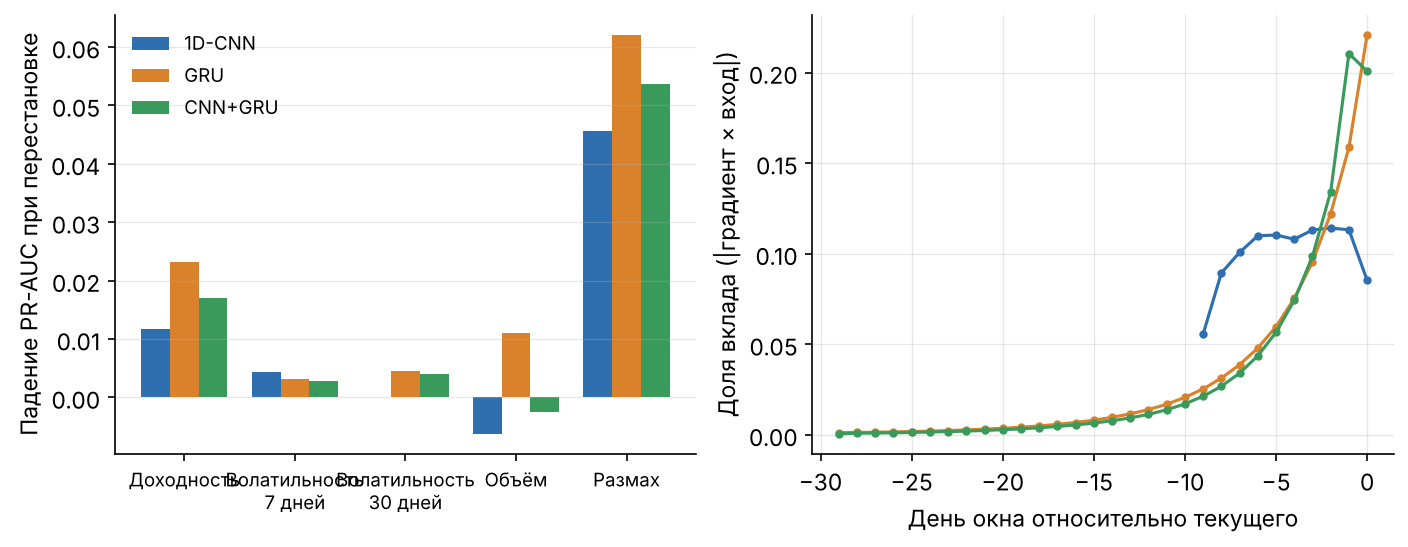 Падение PR-AUC при перестановке
0.06
0.05
0.04
0.03
0.02
0.01
0.00
1D-CNN
GRU
CNN+GRU
Доходность
Волатильность
7 дней
Волатильность
30 дней
Объём
Размах
Доля вклада (|градиент × вход|)
0.20
0.15
0.10
0.05
0.00
−30
−25
−20
−15
−10
−5
0
День окна относительно текущего